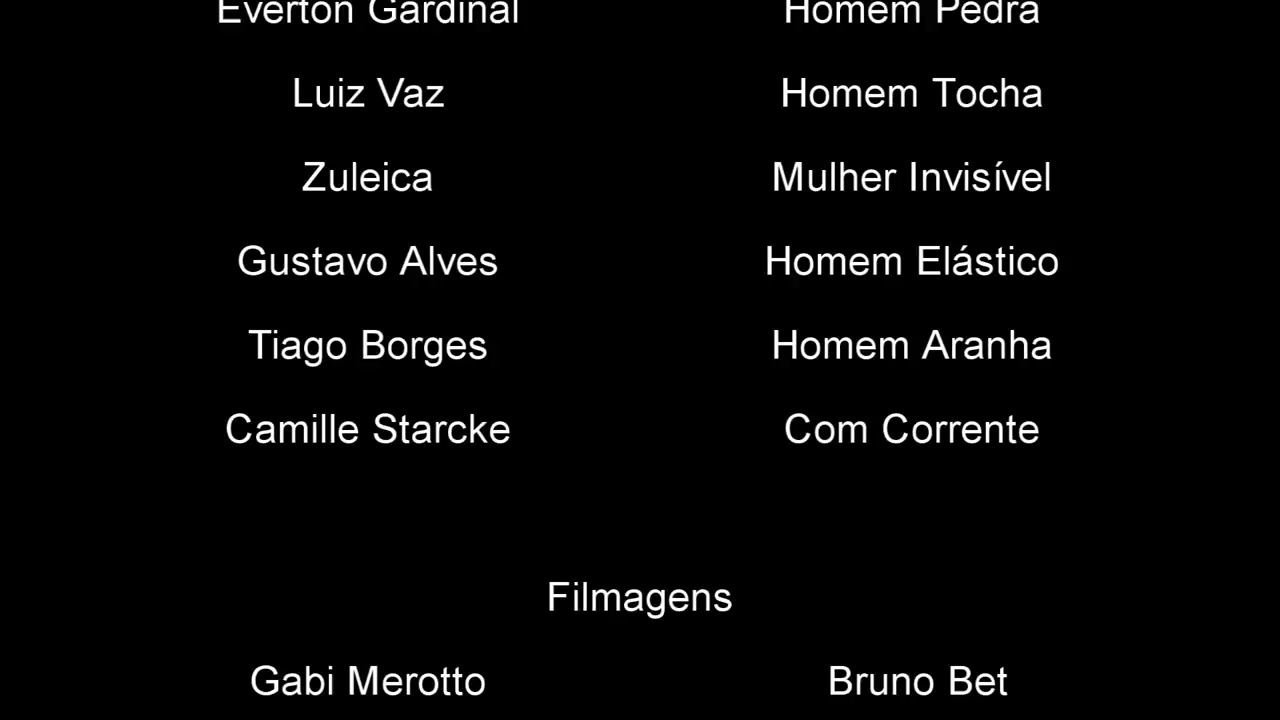 Everton Gardinal Homem Pedra
Luiz Vaz Homem Tocha
Zuleica Mulher Invisível
Gustavo Alves Homem Elástico
Tiago Borges Homem Aranha
Camille Starcke Com Corrente
Filmagens
Gabi Merotto Bruno Bet